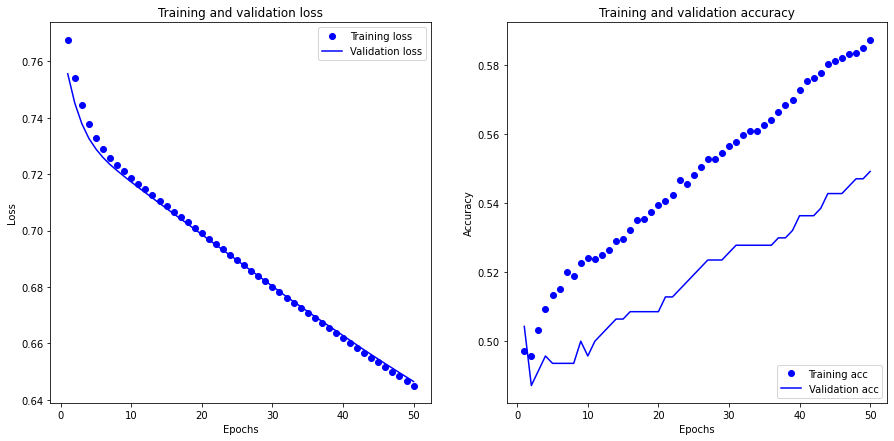 Training and validation loss
Training loss
Validation loss
0.76
0.74
0.72
0.70
0.68
0.66
0.64
Loss
0
10
20
30
40
50
Epochs
Training and validation accuracy
0.58
0.56
0.54
0.52
0.50
Accuracy
Training acc
Validation acc
0
10
20
30
40
50
Epochs